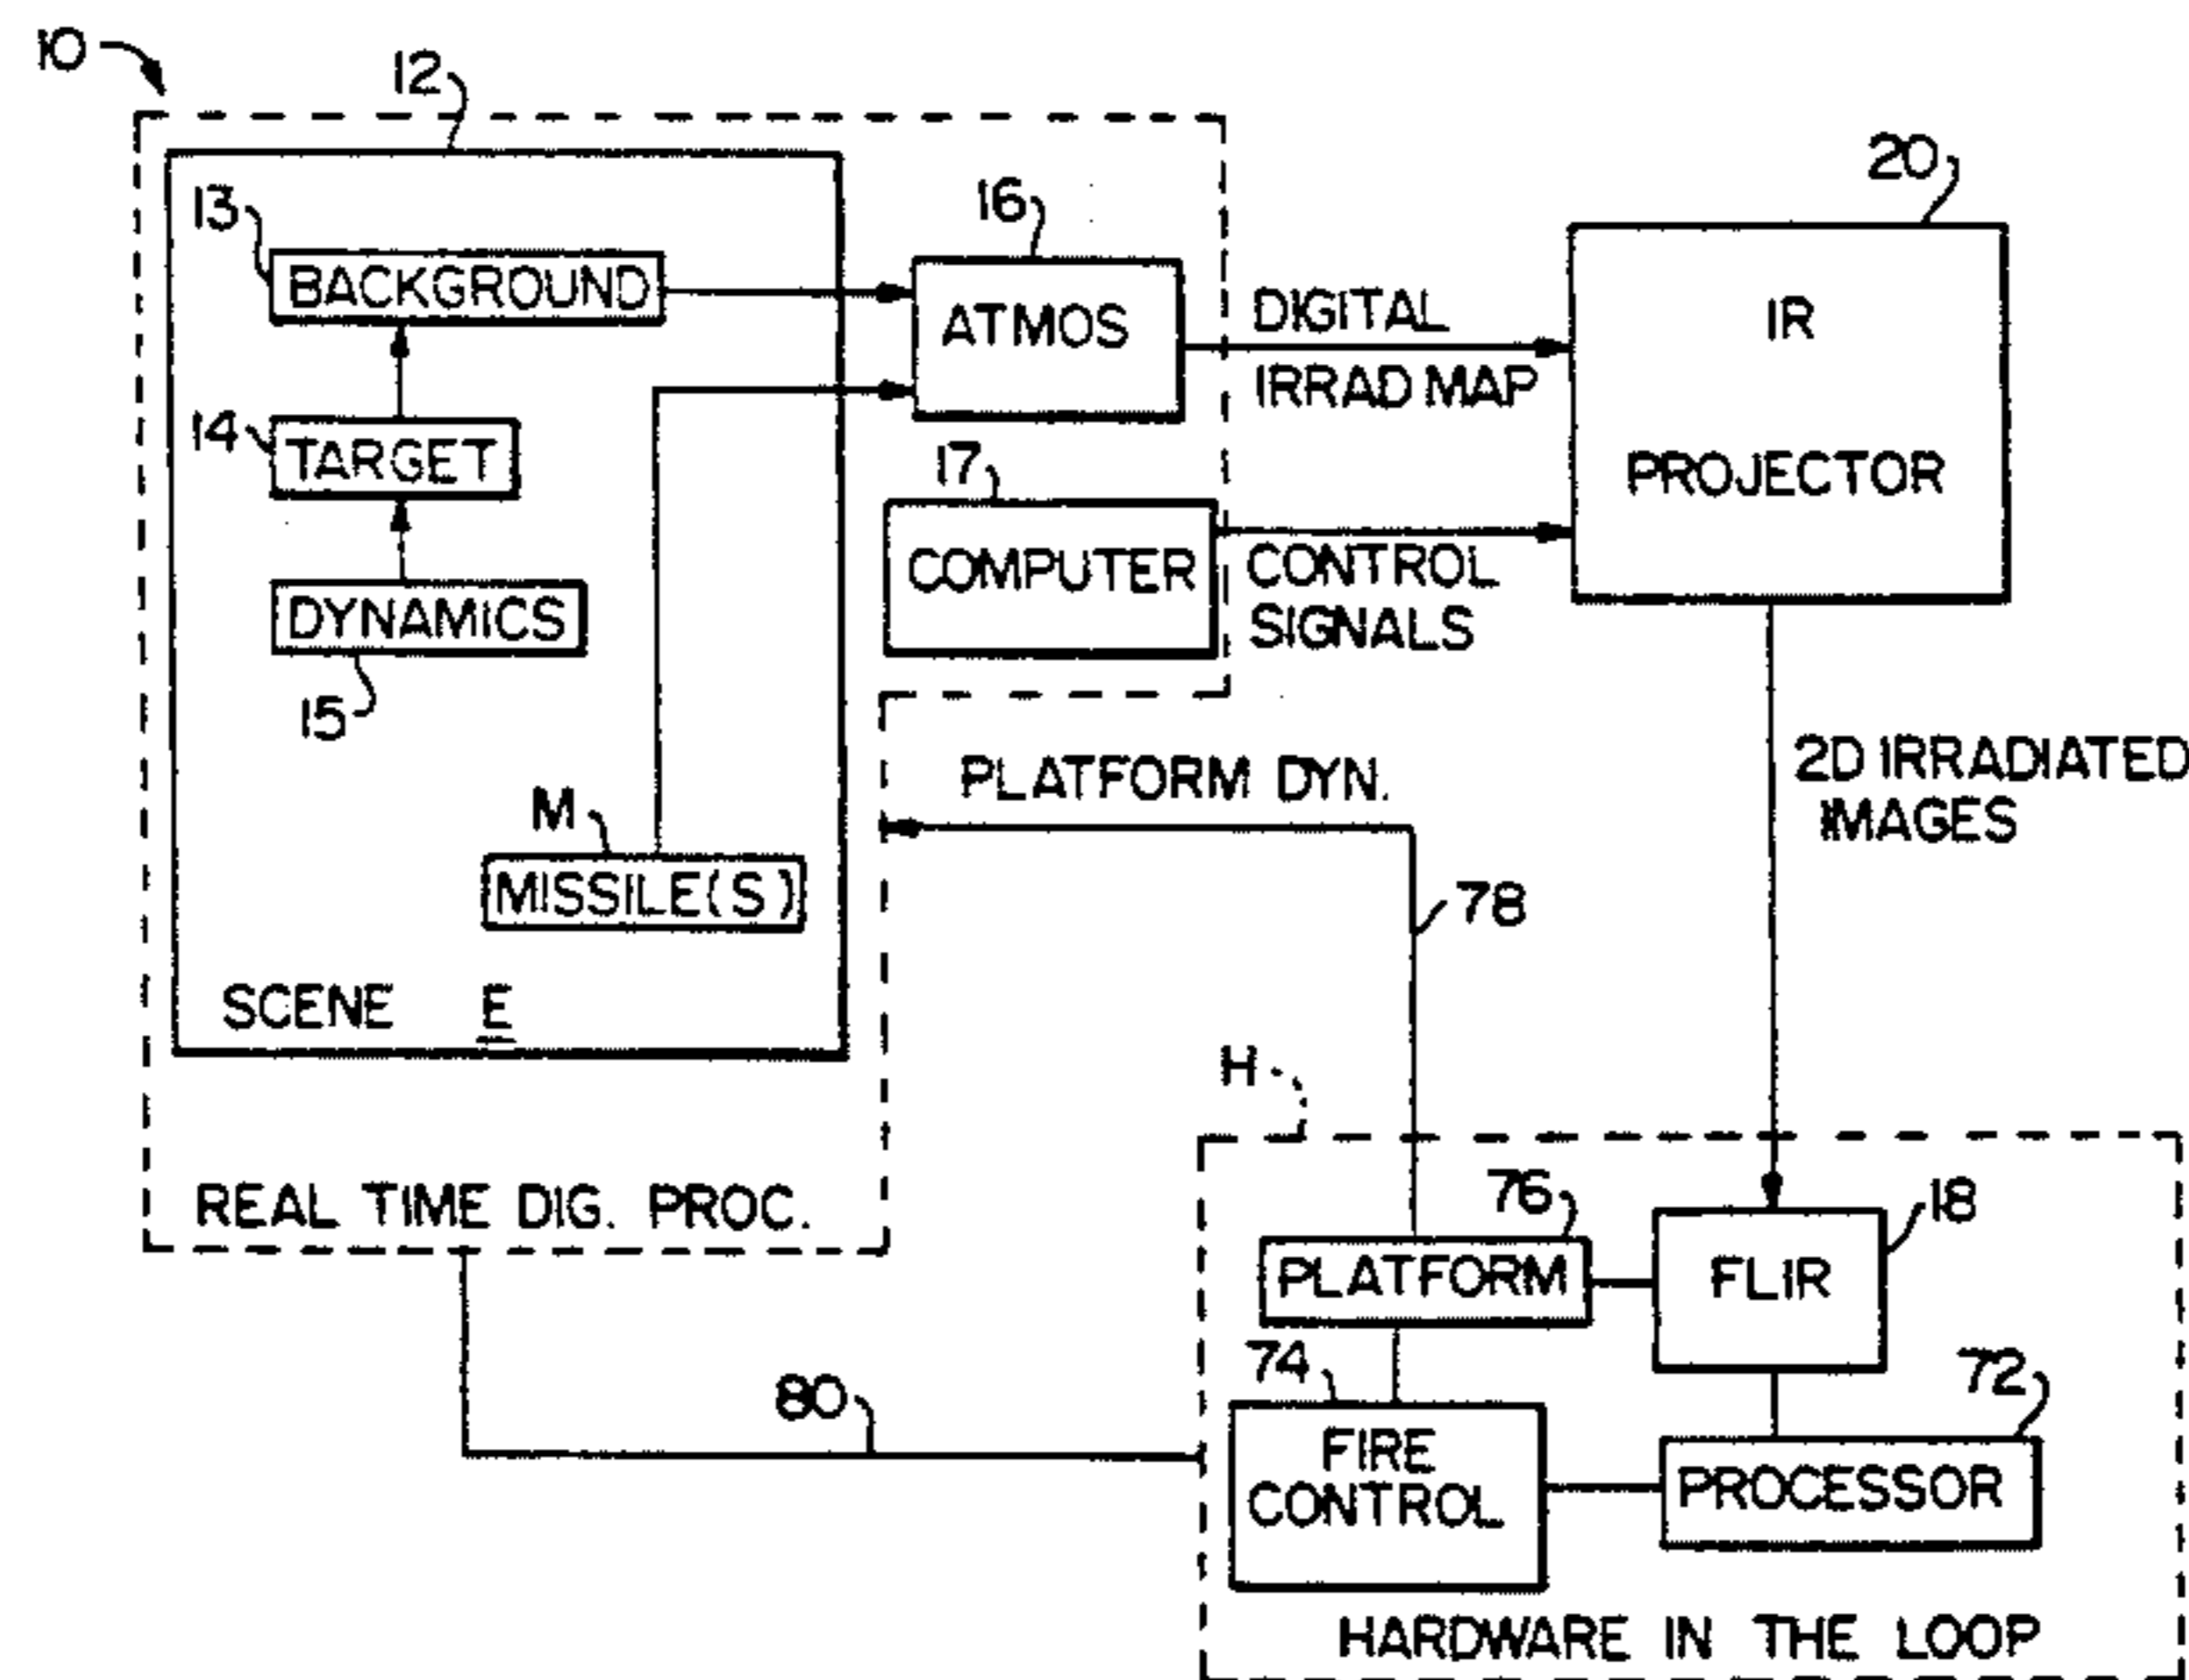 10
12
13
BACKGROUND
16
ATMOS
DIGITAL
IRRAD MAP
20
IR
PROJECTOR
14
TARGET
17
COMPUTER
CONTROL
SIGNALS
DYNAMICS
15
PLATFORM DYN.
2D IRRADIATED
IMAGES
M
MISSILE(S)
78
SCENE E
H
REAL TIME DIG. PROC.
76
PLATFORM
18
FLIR
80
74
FIRE
CONTROL
72
PROCESSOR
HARDWARE IN THE LOOP